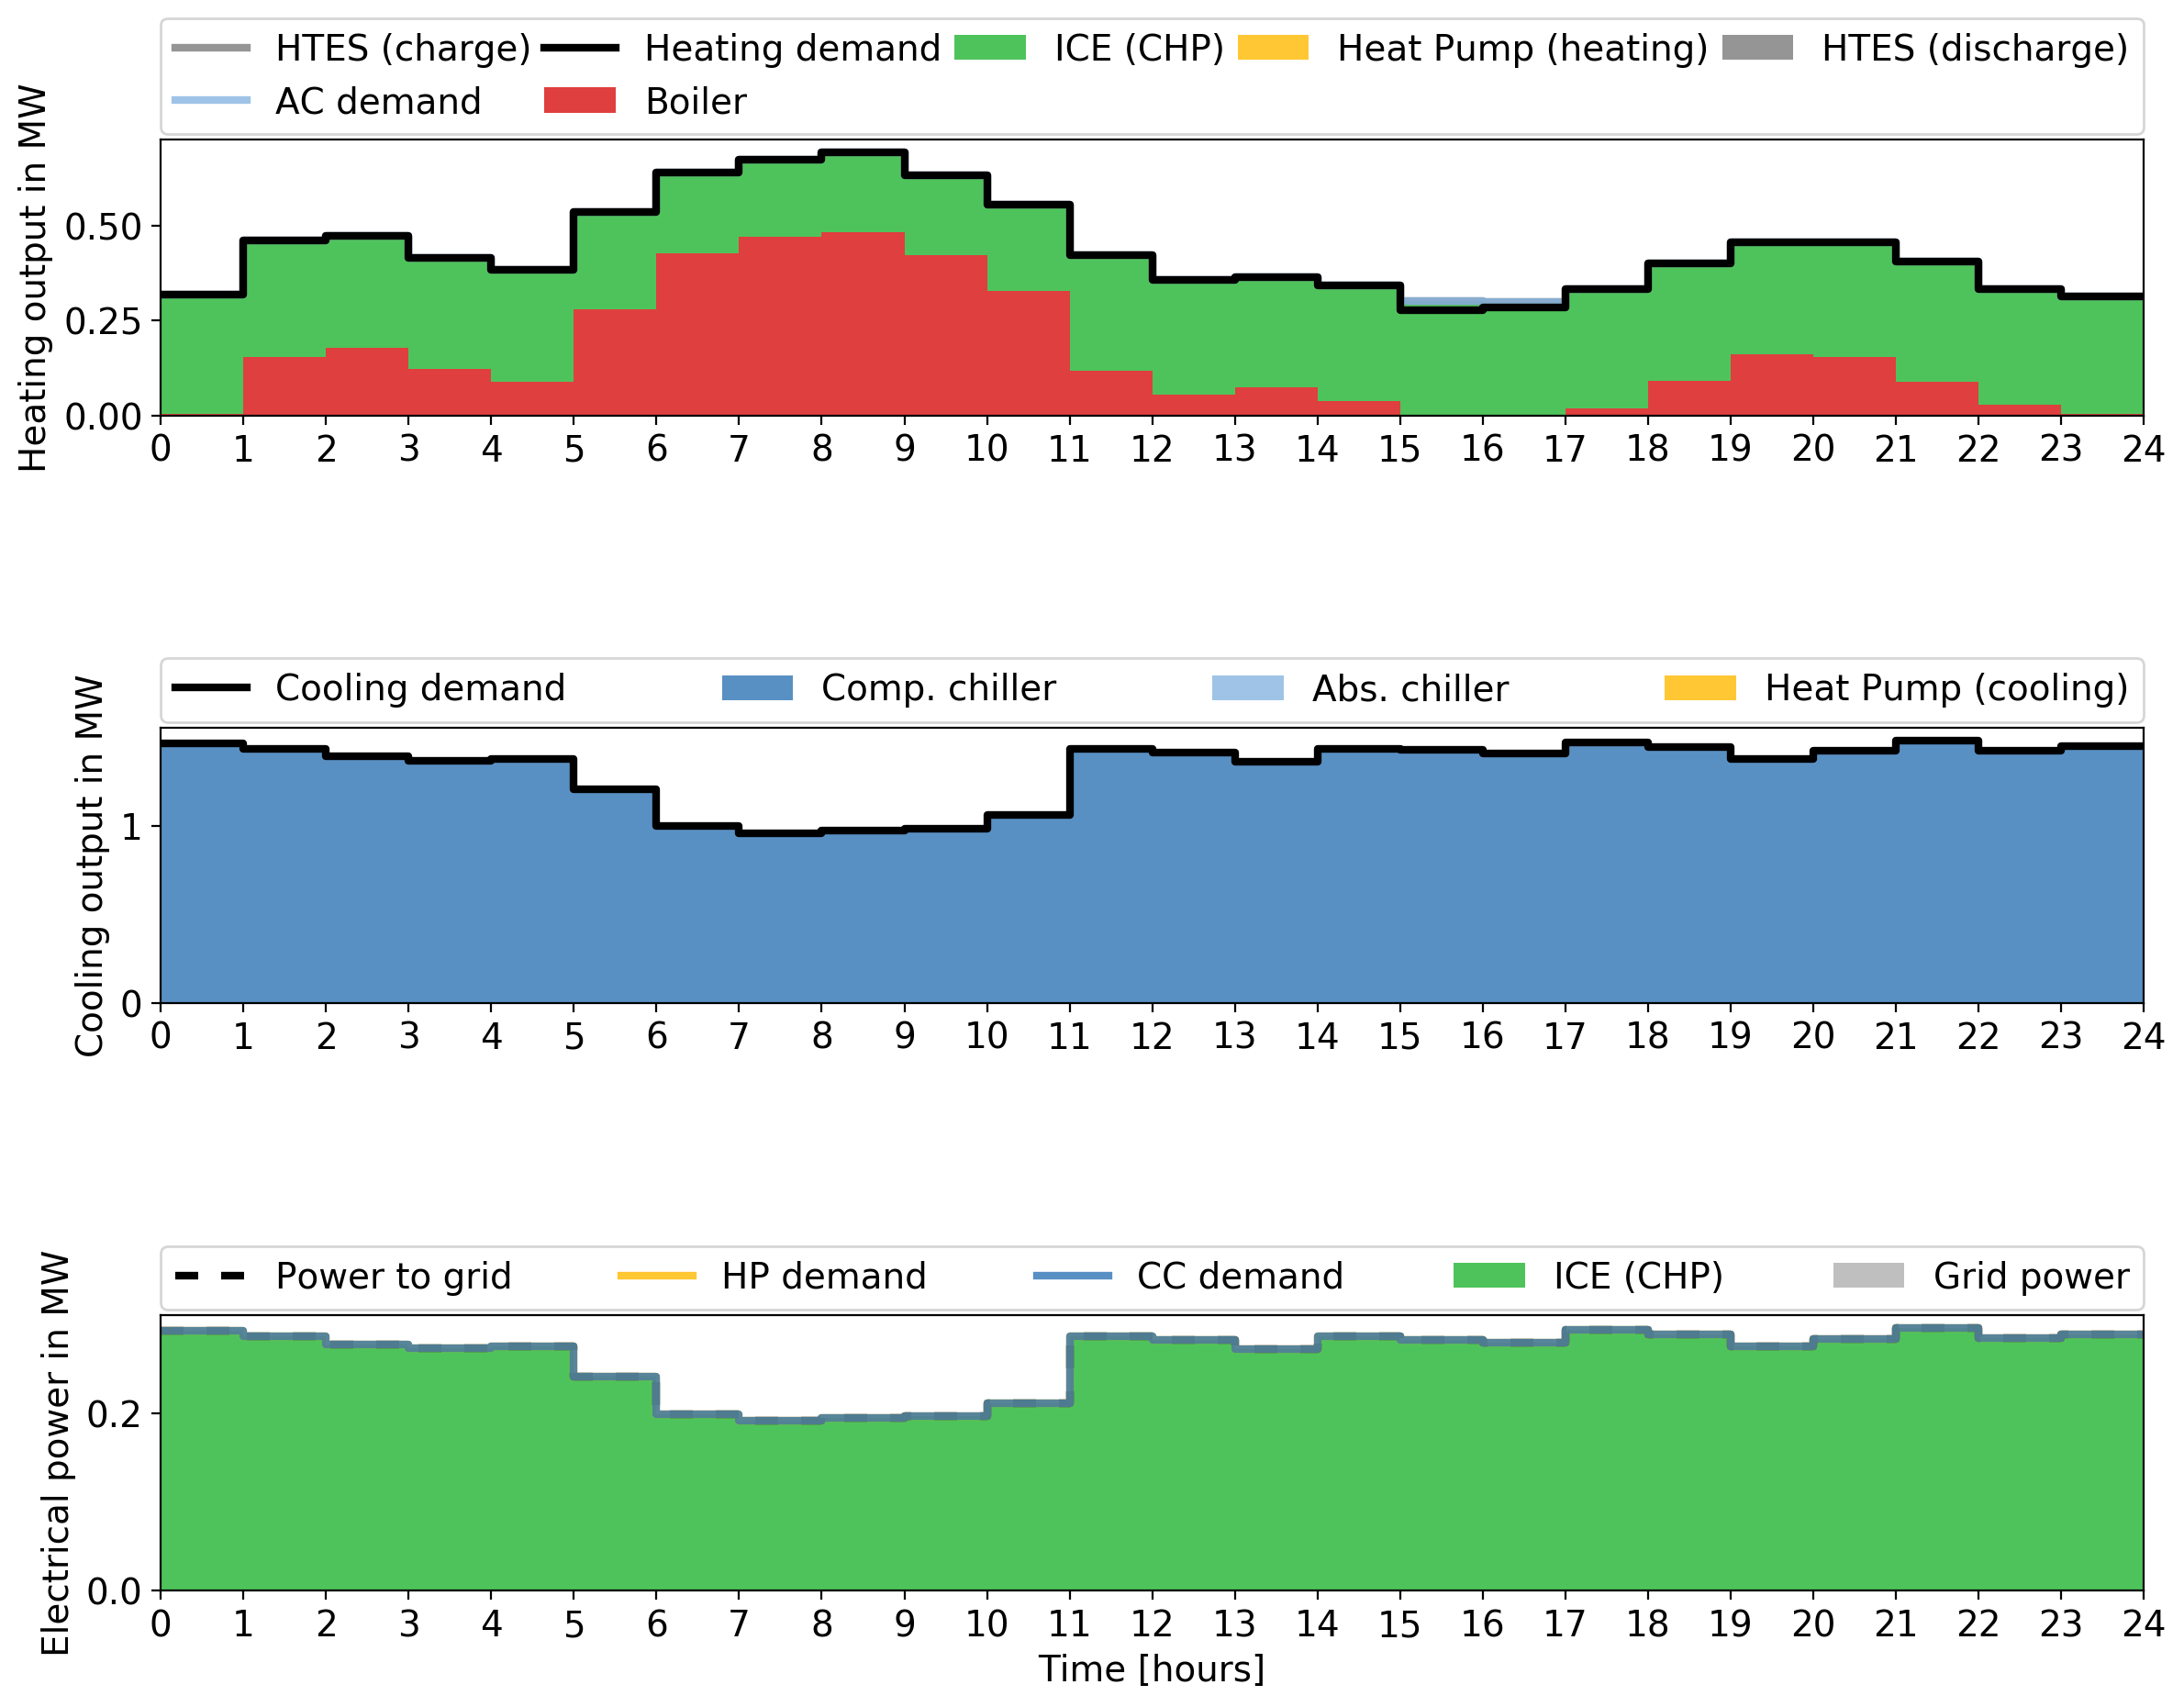 HTES (charge) Heating demand ICE (CHP) Heat Pump (heating) HTES (discharge)
AC demand Boiler
Heating output in MW
0.50
0.25
0.00
0 1 2 3 4 5 6 7 8 9 10 11 12 13 14 15 16 17 18 19 20 21 22 23 24
Cooling demand Comp. chiller Abs. chiller Heat Pump (cooling)
Cooling output in MW
1
0
0 1 2 3 4 5 6 7 8 9 10 11 12 13 14 15 16 17 18 19 20 21 22 23 24
Power to grid HP demand CC demand ICE (CHP) Grid power
Electrical power in MW
0.2
0.0
0 1 2 3 4 5 6 7 8 9 10 11 12 13 14 15 16 17 18 19 20 21 22 23 24
Time [hours]